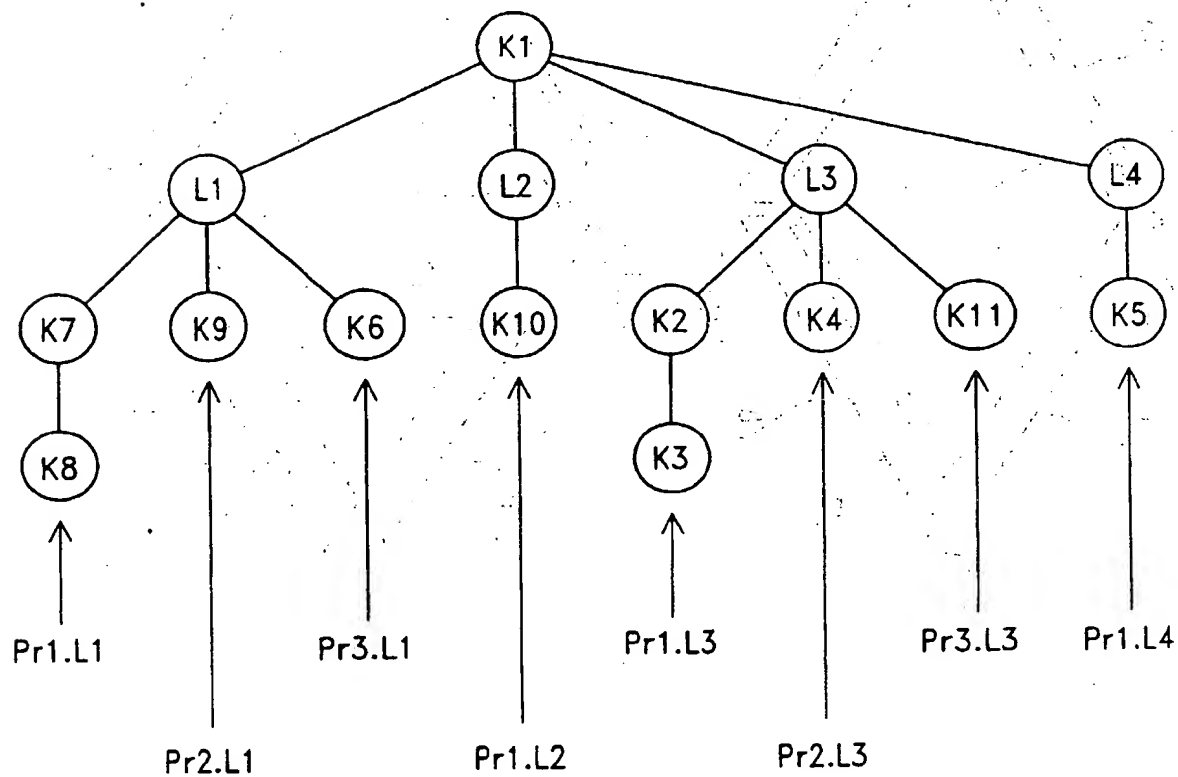 K1
L1 L2 L3 L4
K7 K9 K6 K10 K2 K4 K11 K5
K8 K3
Pr1.L1 Pr3.L1 Pr1.L3 Pr3.L3 Pr1.L4
Pr2.L1 Pr1.L2 Pr2.L3